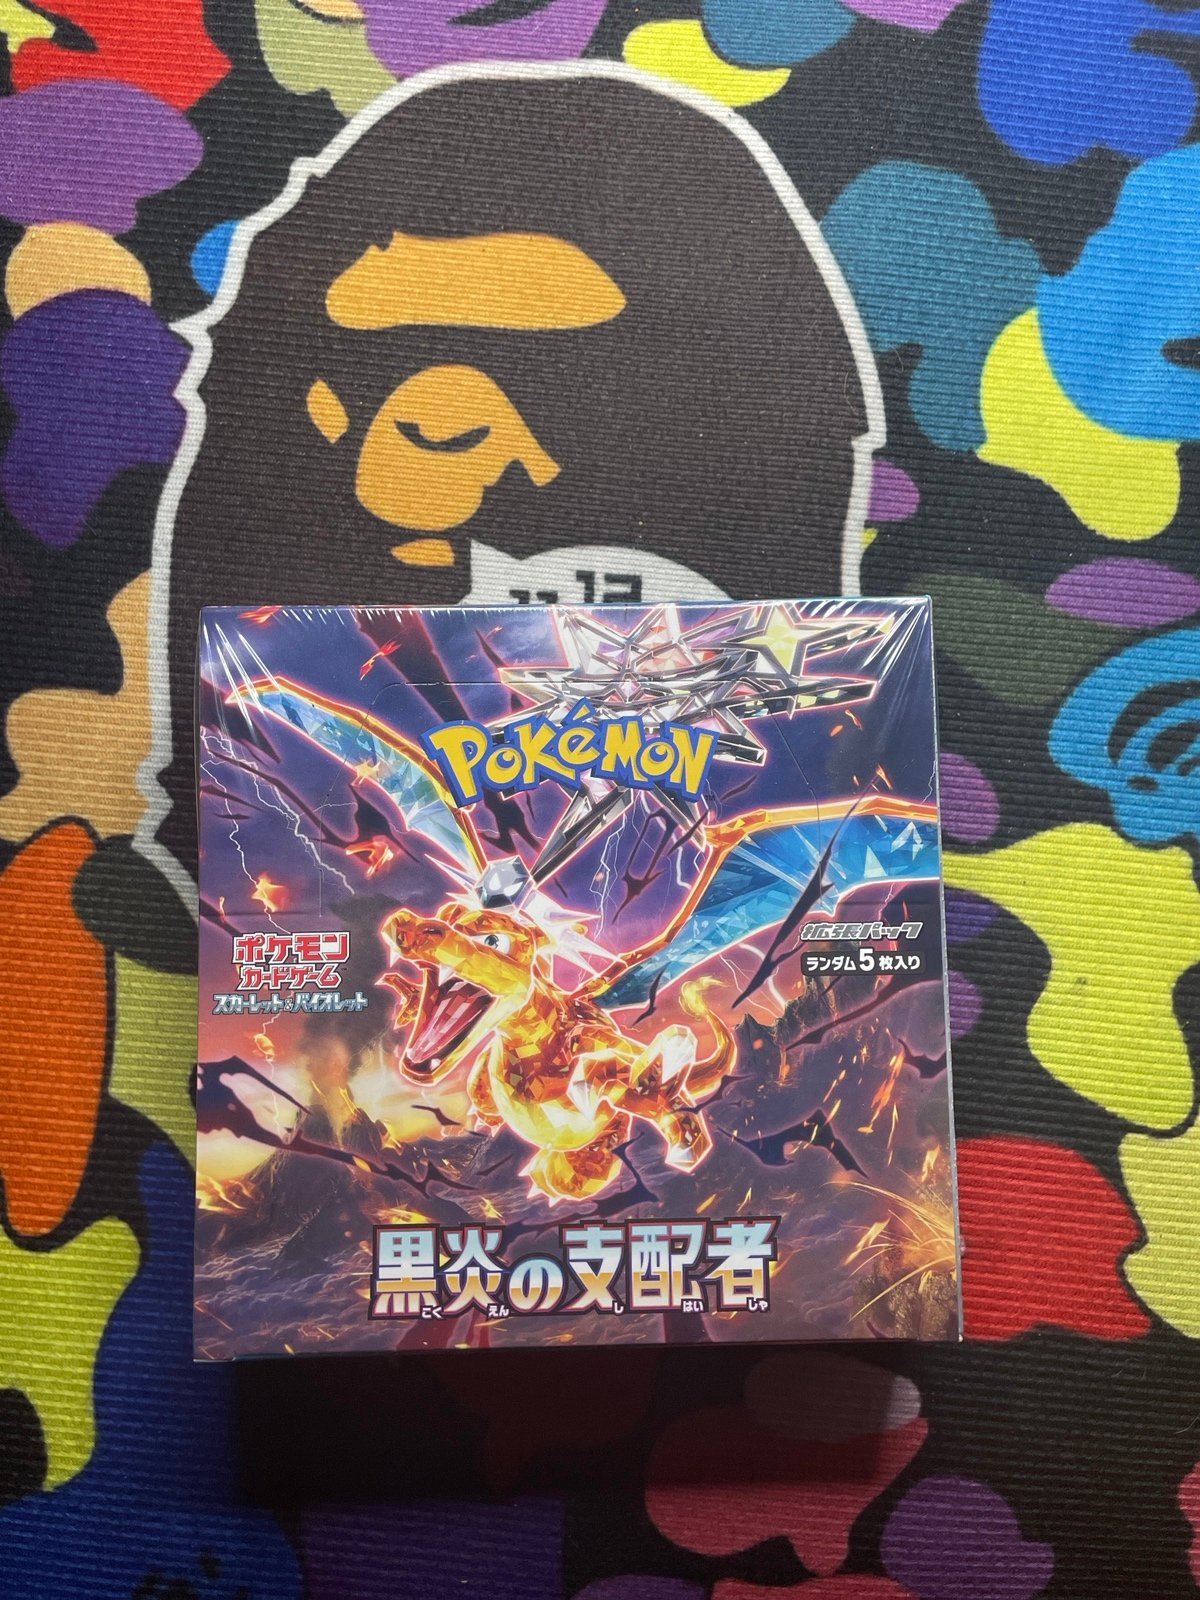 11 12
POKéMON
ポケモン
カードゲーム
スカーレット&バイオレット
拡張パック
ランダム5枚入り
黒炎の支配者
こく えん し はい しゃ